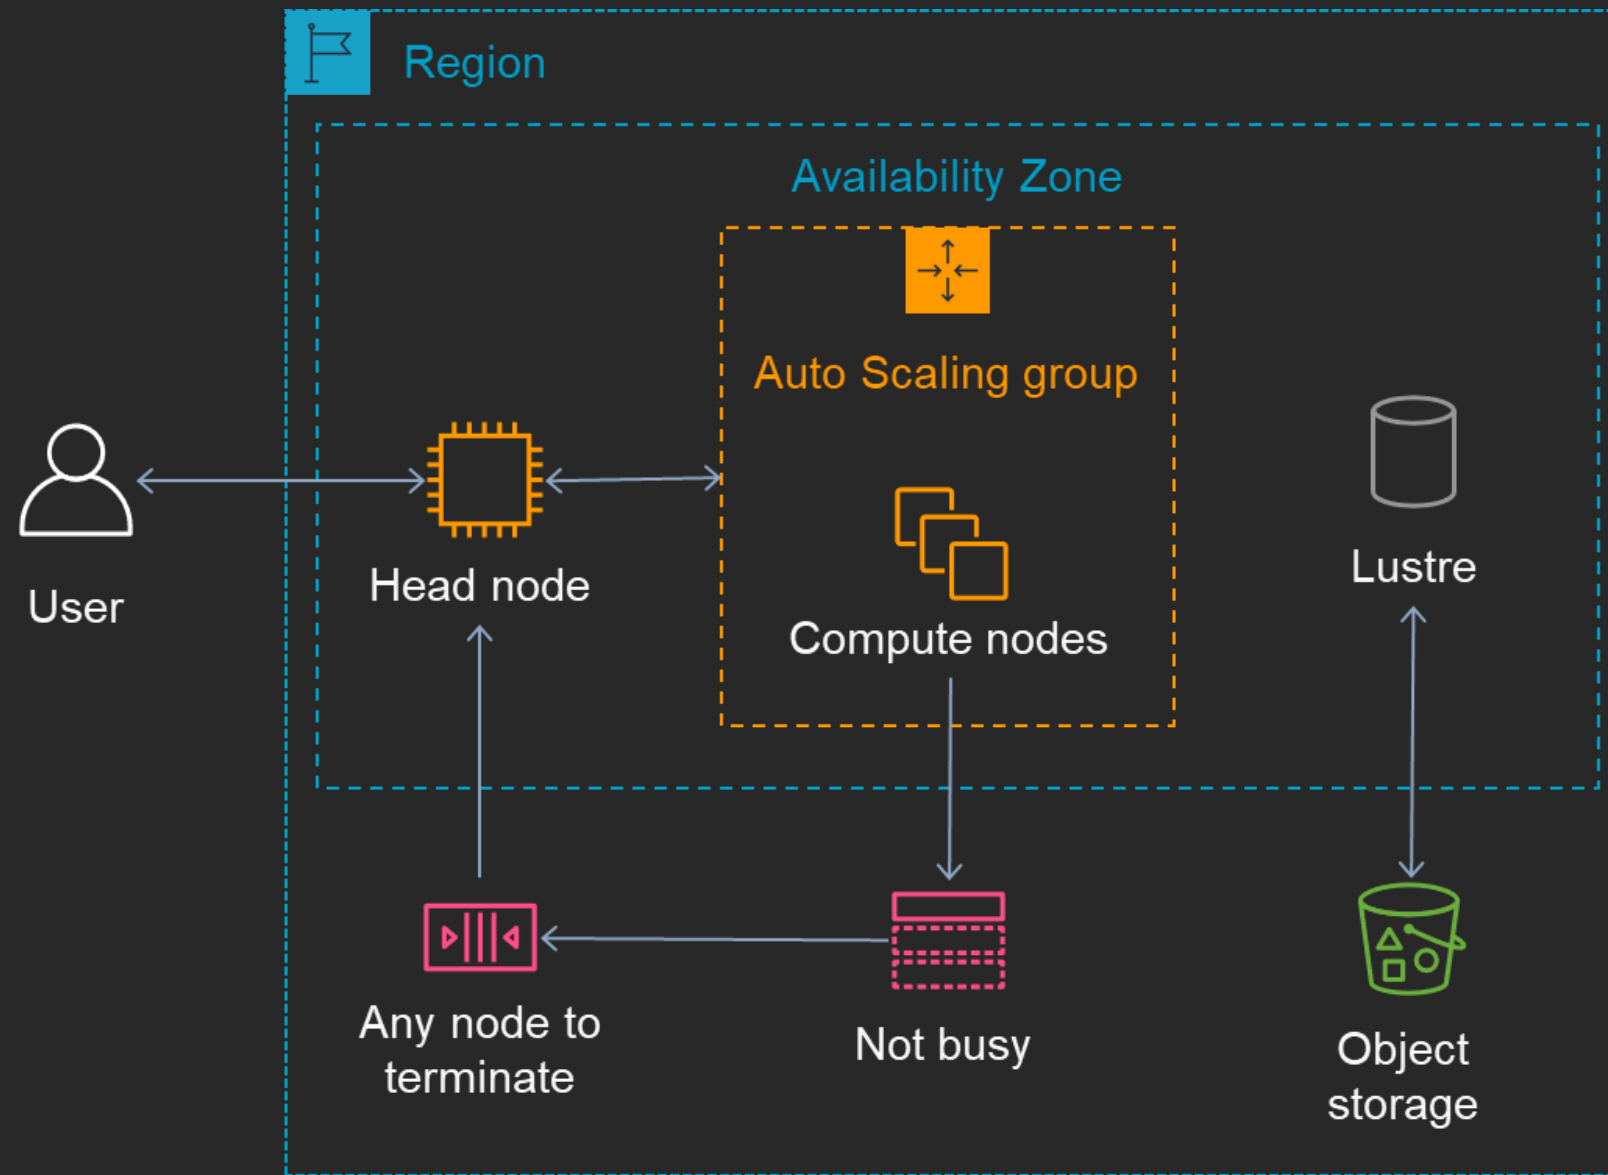 Region
Availability Zone
Auto Scaling group
User
Head node
Compute nodes
Lustre
Any node to
terminate
Not busy
Object
storage